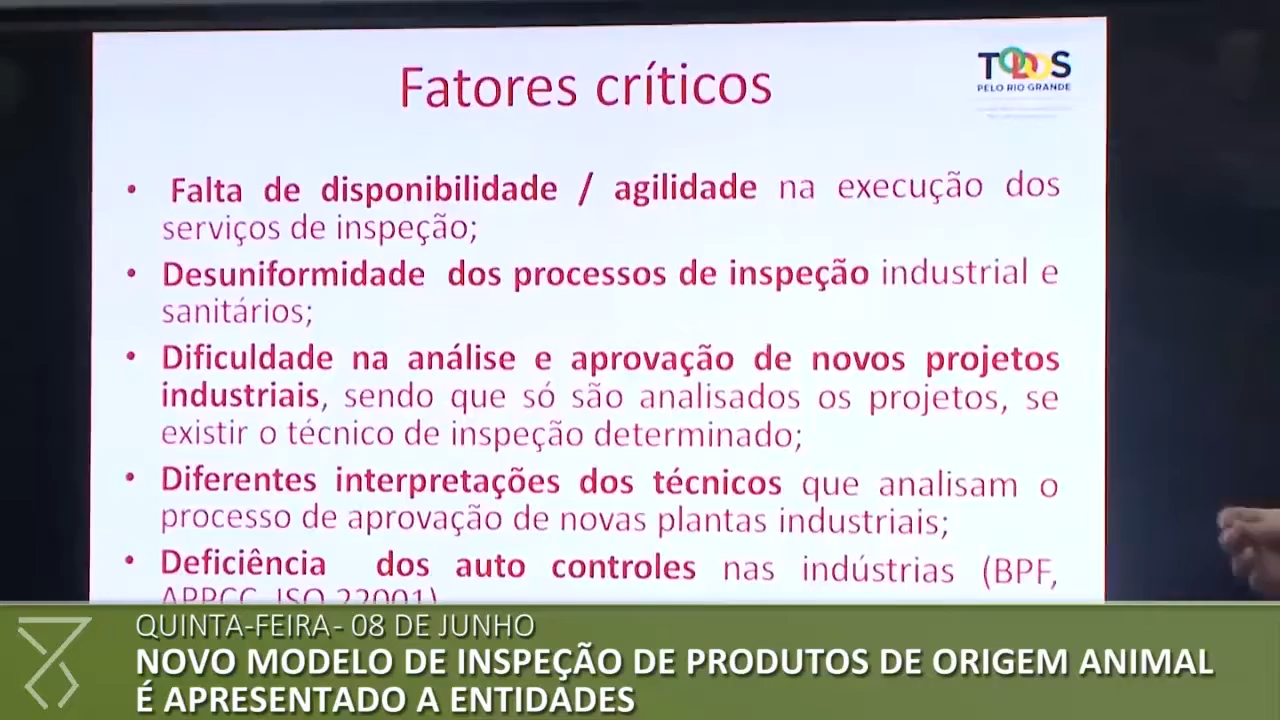 Fatores críticos
TODOS
PELO RIO GRANDE
• Falta de disponibilidade / agilidade na execução dos
serviços de inspeção;
• Desuniformidade dos processos de inspeção industrial e
sanitários;
• Dificuldade na análise e aprovação de novos projetos
industriais, sendo que só são analisados os projetos, se
existir o técnico de inspeção determinado;
• Diferentes interpretações dos técnicos que analisam o
processo de aprovação de novas plantas industriais;
• Deficiência dos auto controles nas indústrias (BPF,
APPCC, ISO 22001)
QUINTA-FEIRA - 08 DE JUNHO
NOVO MODELO DE INSPEÇÃO DE PRODUTOS DE ORIGEM ANIMAL
É APRESENTADO A ENTIDADES